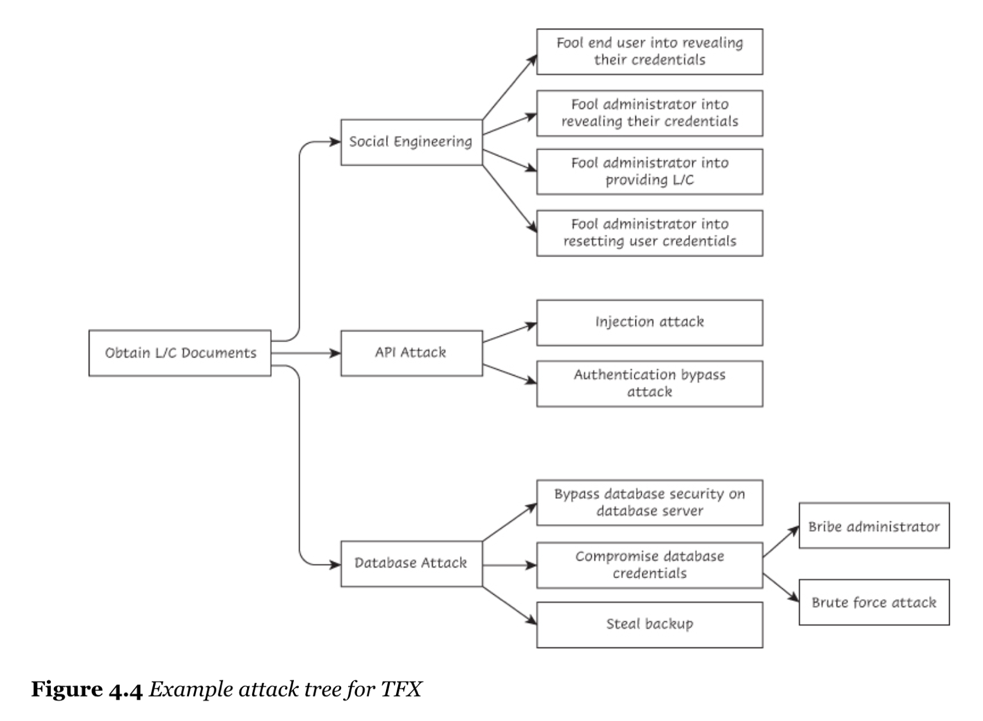 Fool end user into revealing
their credentials
Fool administrator into
revealing their credentials
Social Engineering
Fool administrator into
providing L/C
Fool administrator into
resetting user credentials
Injection attack
Obtain L/C Documents
API Attack
Authentication bypass
attack
Bypass database security on
database server
Bribe administrator
Database Attack
Compromise database
credentials
Brute force attack
Steal backup
Figure 4.4 Example attack tree for TFX